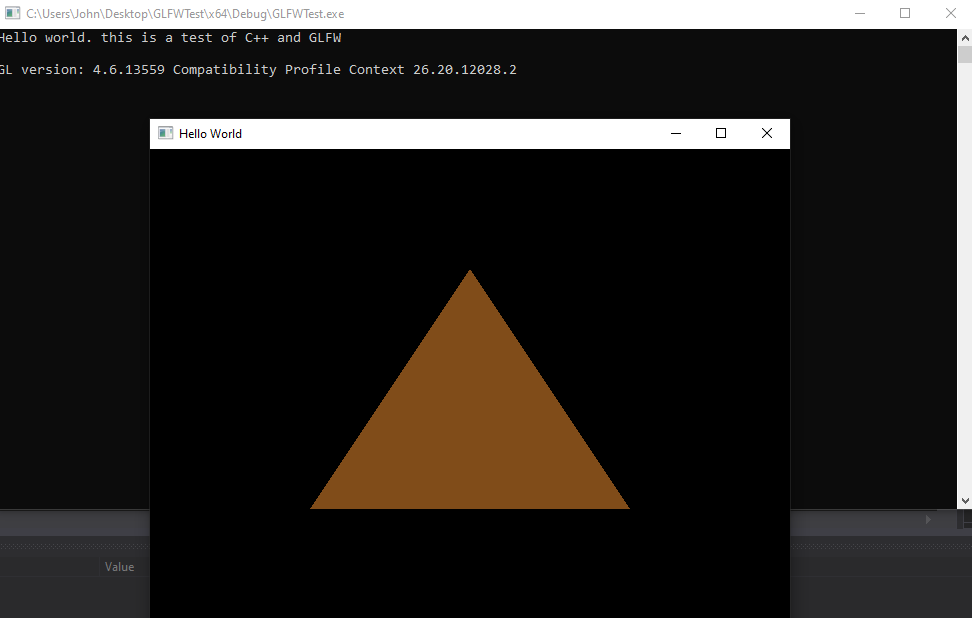 C:\Users\John\Desktop\GLFWTest\x64\Debug\GLFWTest.exe
Hello world. this is a test of C++ and GLFW
GL version: 4.6.13559 Compatibility Profile Context 26.20.12028.2
Hello World
Value